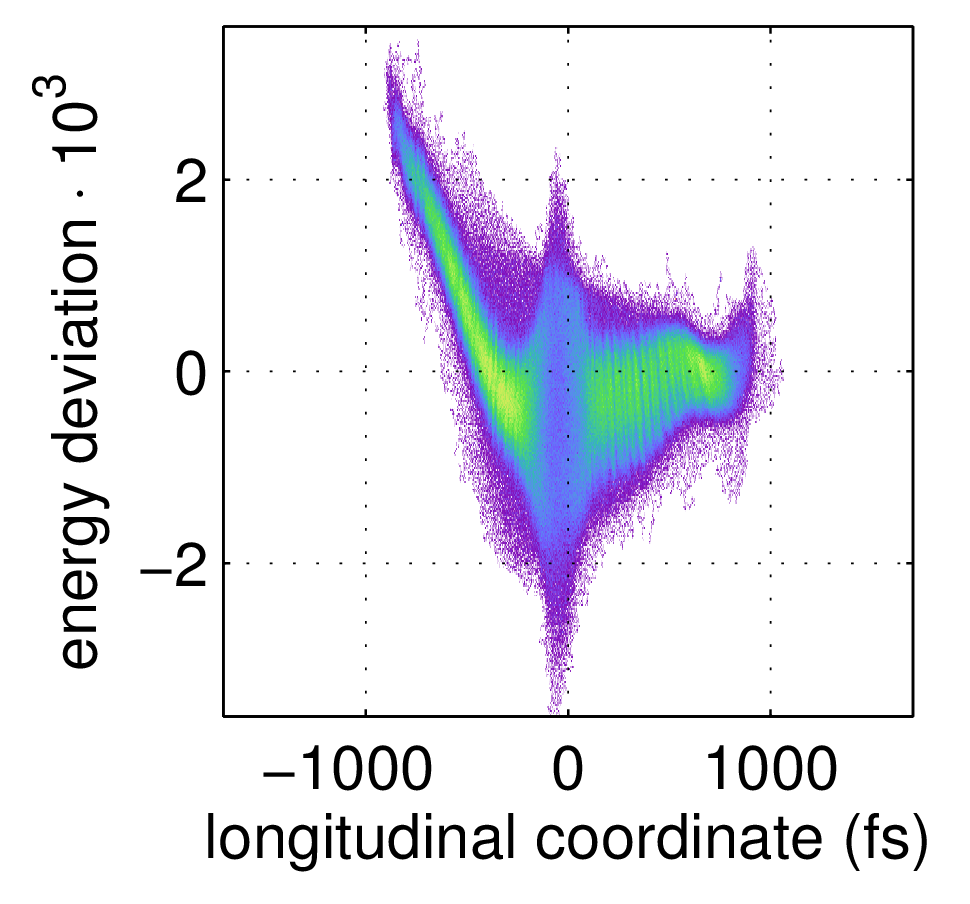 energy deviation · 10³
2
0
−2
−1000 0 1000
longitudinal coordinate (fs)